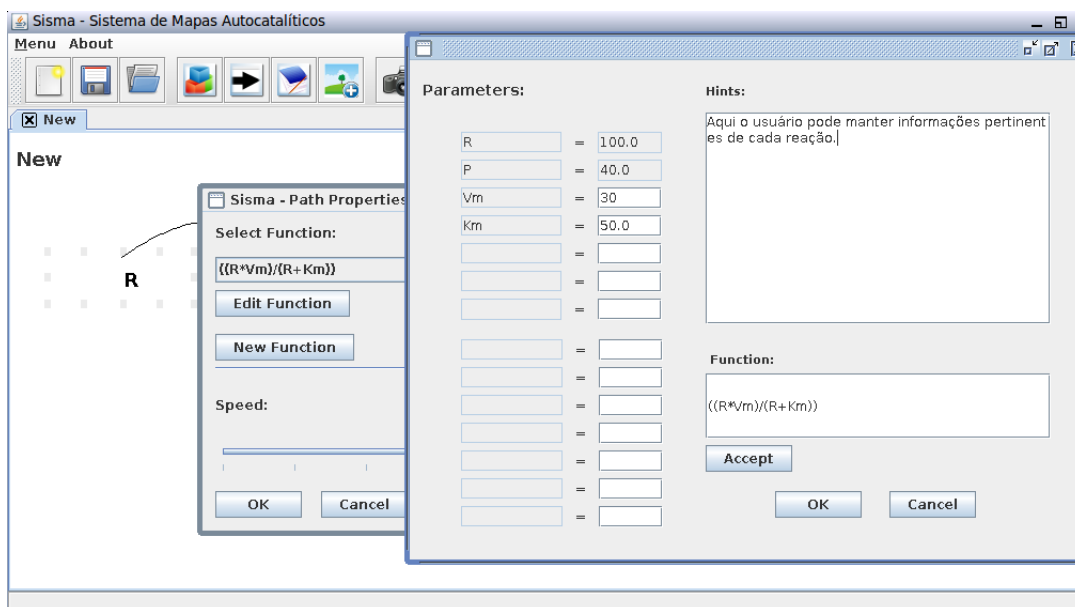 Sisma - Sistema de Mapas Autocatalíticos
Menu About
New
New
R
Sisma - Path Properties
Select Function:
((R*Vm)/(R+Km))
Edit Function
New Function
Speed:
OK Cancel
Parameters:
R = 100.0
P = 40.0
Vm = 30
Km = 50.0
=
=
=
=
=
=
=
=
=
=
Hints:
Aqui o usuário pode manter informações pertinent
es de cada reação.
Function:
((R*Vm)/(R+Km))
Accept
OK Cancel